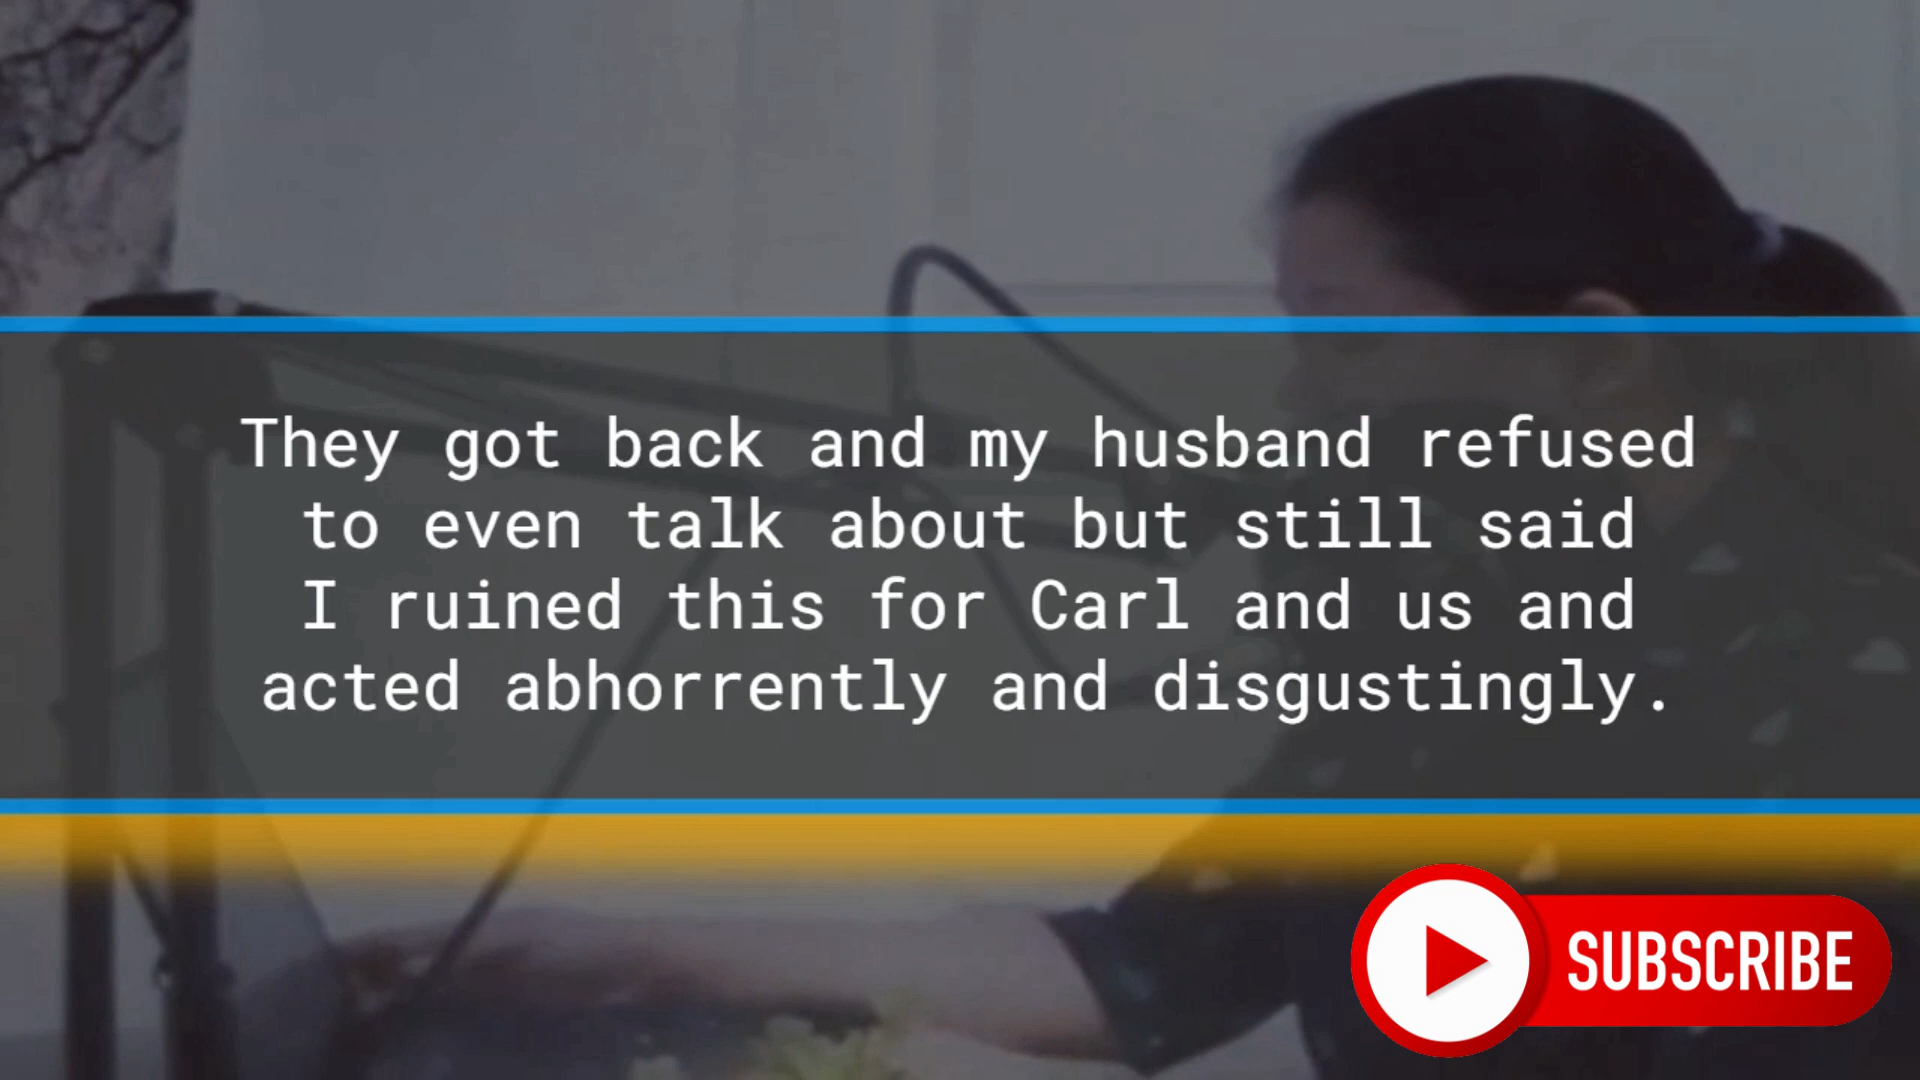 They got back and my husband refused
to even talk about but still said
I ruined this for Carl and us and
acted abhorrently and disgustingly.
SUBSCRIBE